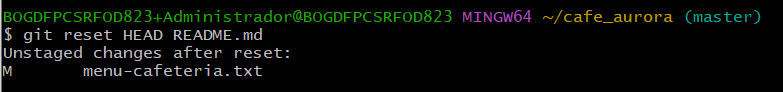 BOGDFPCSRFOD823+Administrador@BOGDFPCSRFOD823 MINGW64 ~/cafe_aurora (master)
$ git reset HEAD README.md
Unstaged changes after reset:
M       menu-cafeteria.txt